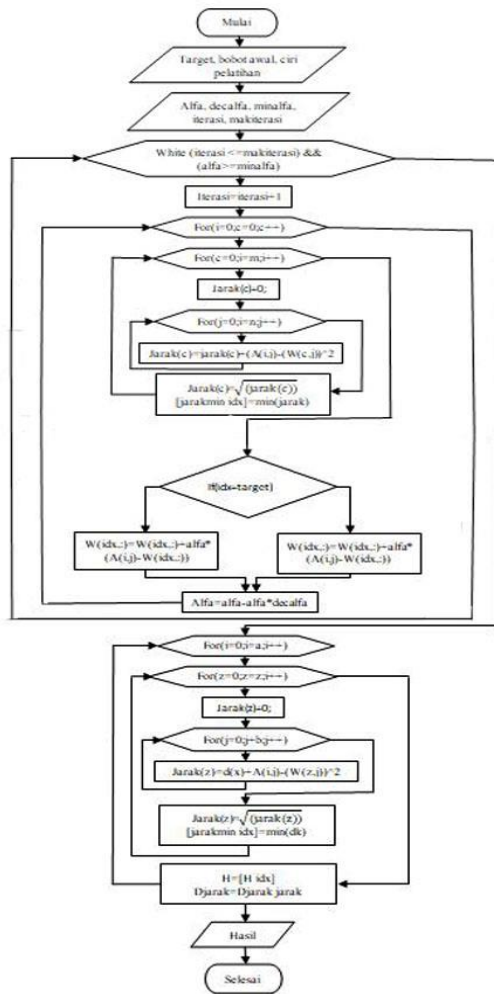 Mulai
Target, bobot awal, ciri
pelatihan
Alfa, decalfa, minalfa,
iterasi, makiterasi
White (iterasi <=makiterasi) &&
(alfa>=minalfa)
Iterasi=iterasi+1
For(i=0;c=0;c++)
For(c=0;i=m;i++)
Jarak(c)=0;
For(j=0;i=n;j++)
Jarak(c)=jarak(c)+(A(i,j)-(W(c,j))^2
Jarak(c)=√(jarak(c))
[jarakmin idx]=min(jarak)
If(idx=target)
W(idx,:)=W(idx,:)+alfa*
(A(i,j)-W(idx,:))
W(idx,:)=W(idx,:)+alfa*
(A(i,j)-W(idx,:))
Alfa=alfa-alfa*decalfa
For(i=0;i=a;i++)
For(z=0;z=z;i++)
Jarak(z)=0;
For(j=0;j+b;j++)
Jarak(z)=d(x)+A(i,j)-(W(z,j))^2
Jarak(z)=√(jarak(z))
[jarakmin idx]=min(dk)
H=[H idx]
Djarak=Djarak jarak
Hasil
Selesai